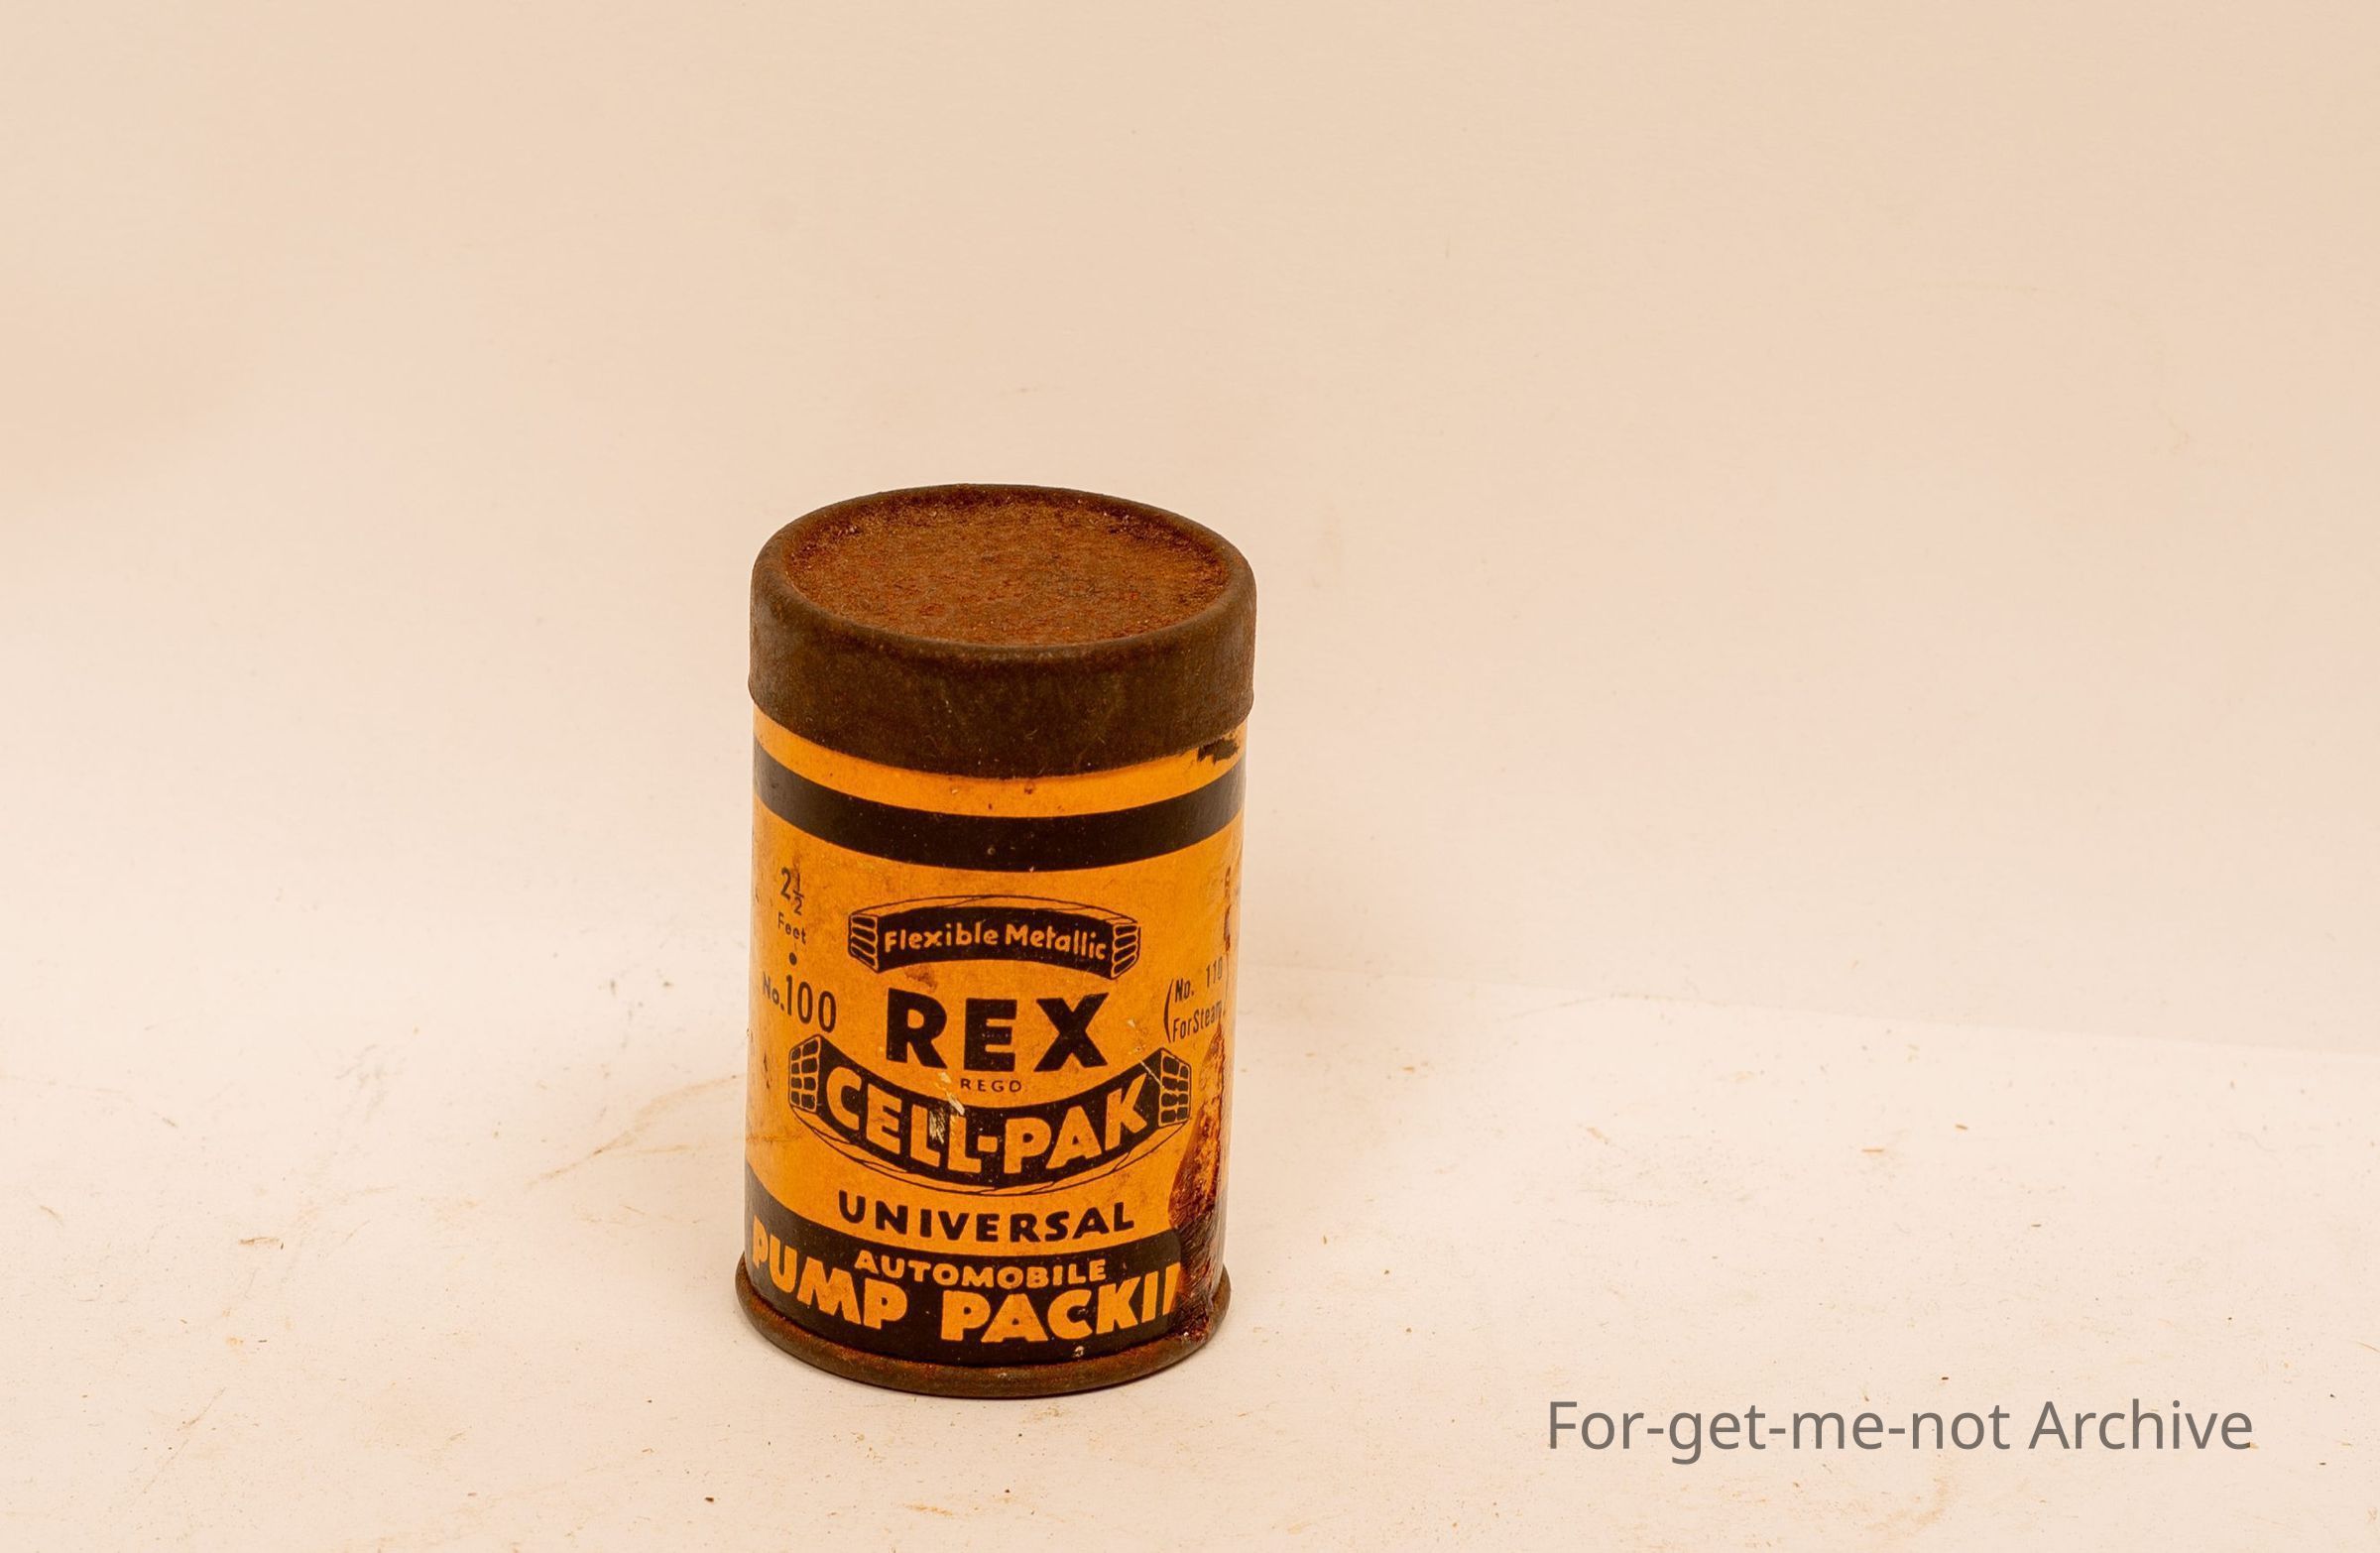 2½
Feet
No.100
Flexible Metallic
REX
REGD
CELL-PAK
(No. 110
For Steam
UNIVERSAL
AUTOMOBILE
PUMP PACKIN
For-get-me-not Archive